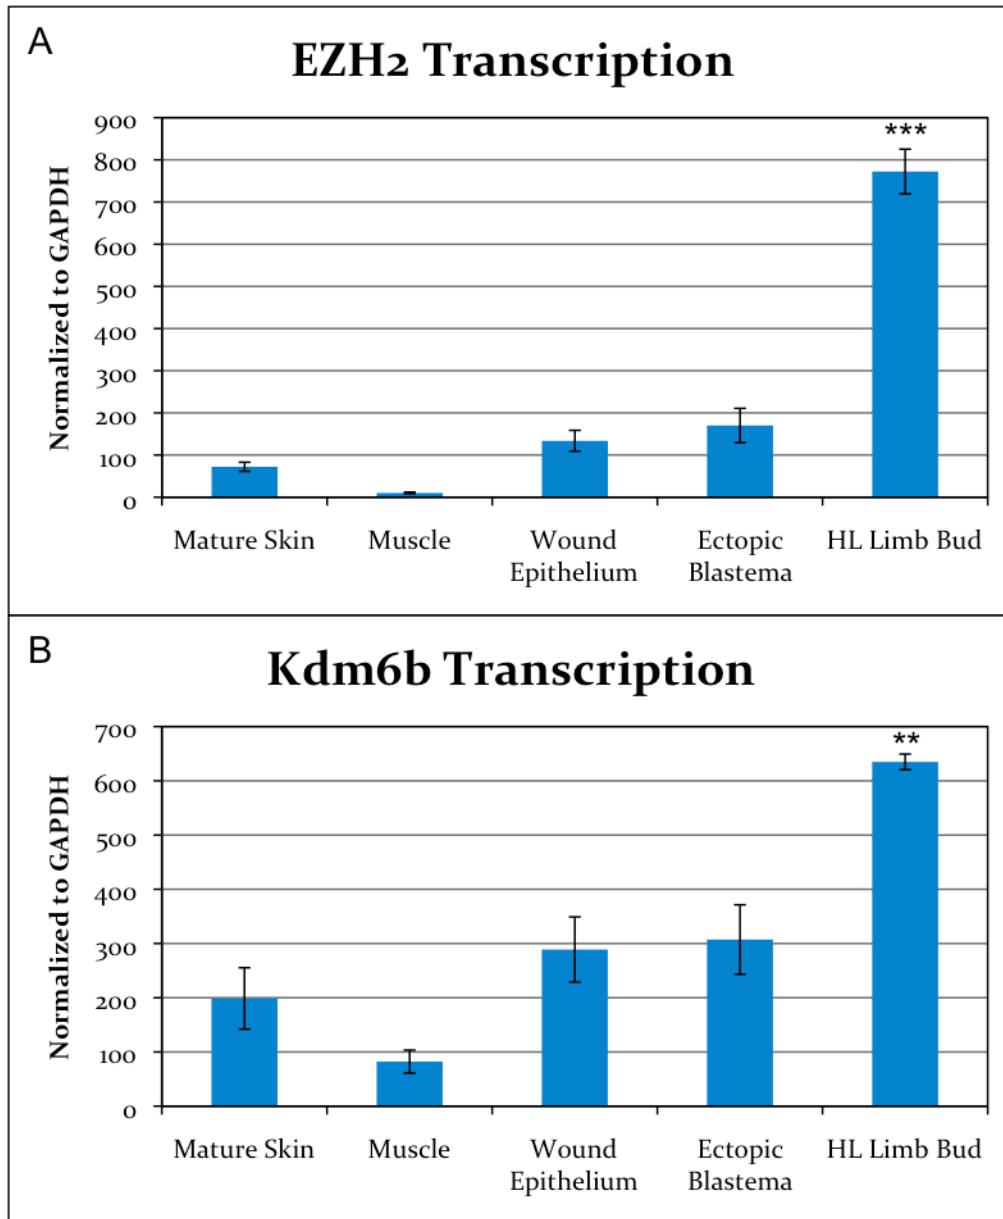 A
EZH2 Transcription
Normalized to GAPDH
900
800
700
600
500
400
300
200
100
0
***
Mature Skin
Muscle
Wound
Epithelium
Ectopic
Blastema
HL Limb Bud
B
Kdm6b Transcription
Normalized to GAPDH
700
600
500
400
300
200
100
0
**
Mature Skin
Muscle
Wound
Epithelium
Ectopic
Blastema
HL Limb Bud